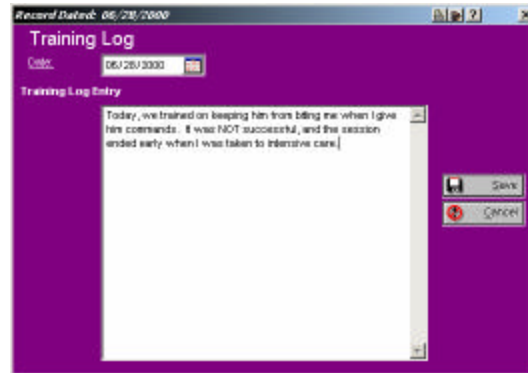 Record Dated: 06/28/2000
?
Training Log
Date:
06/28/2000
Training Log Entry
Today, we trained on keeping him from biting me when I give
him commands. It was NOT successful, and the session
ended early when I was taken to intensive care.
Save
Cancel